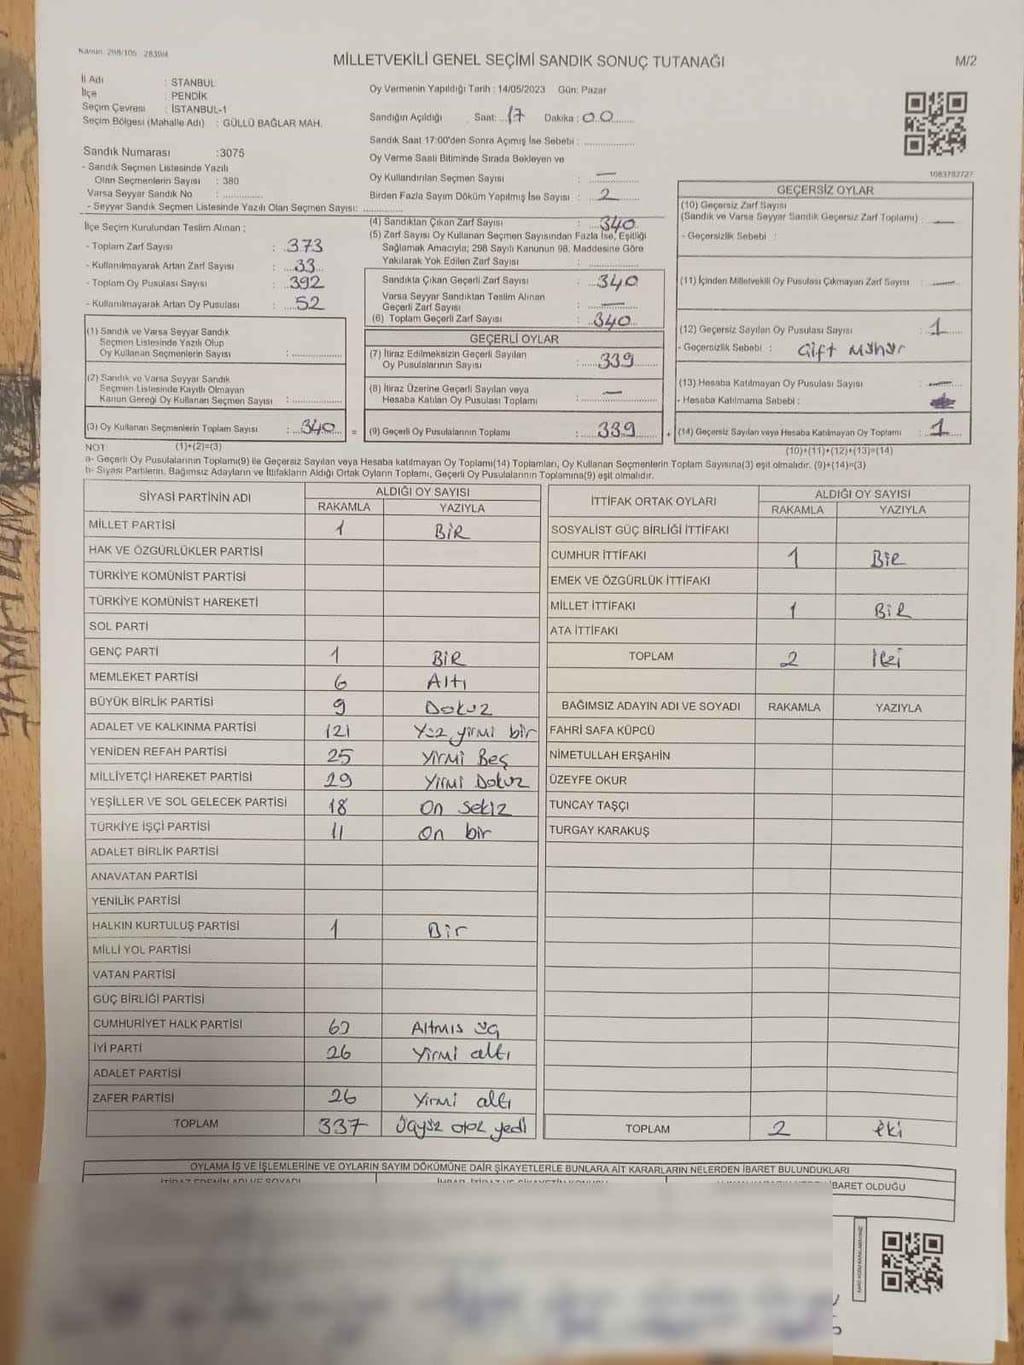 Kanun 298/105
MİLLETVEKİLİ GENEL SEÇİMİ SANDIK SONUÇ TUTANAĞI
M/2
İl Adı : STANBUL
İlçe : PENDİK
Seçim Çevresi : İSTANBUL-1
Seçim Bölgesi (Mahalle Adı) : GÜLLÜ BAĞLAR MAH.
Oy Vermenin Yapıldığı Tarih : 14/05/2023 Gün: Pazar
Sandığın Açıldığı Saat: 17 Dakika : 00
Sandık Saat 17:00'den Sonra Açımış İse Sebebi :
Oy Verme Saati Bitiminde Sırada Bekleyen ve
Oy Kullandırılan Seçmen Sayısı : —
Birden Fazla Sayım Döküm Yapılmış İse Sayısı : 2
Sandık Numarası :3075
- Sandık Seçmen Listesinde Yazılı
Olan Seçmenlerin Sayısı : 380
Varsa Seyyar Sandık No :
- Seyyar Sandık Seçmen Listesinde Yazılı Olan Seçmen Sayısı:
İlçe Seçim Kurulundan Teslim Alınan ;
- Toplam Zarf Sayısı : 373
- Kullanılmayarak Artan Zarf Sayısı : 33
- Toplam Oy Pusulası Sayısı : 392
- Kullanılmayarak Artan Oy Pusulası : 52
(1) Sandık ve Varsa Seyyar Sandık
Seçmen Listesinde Yazılı Olup
Oy Kullanan Seçmenlerin Sayısı :
(2) Sandık ve Varsa Seyyar Sandık
Seçmen Listesinde Kayıtlı Olmayan
Kanun Gereği Oy Kullanan Seçmen Sayısı :
(3) Oy Kullanan Seçmenlerin Toplam Sayısı : 340 =
(4) Sandıktan Çıkan Zarf Sayısı : 340
(5) Zarf Sayısı Oy Kullanan Seçmen Sayısından Fazla İse, Eşitliği
Sağlamak Amacıyla; 298 Sayılı Kanunun 98. Maddesine Göre
Yakılarak Yok Edilen Zarf Sayısı :
Sandıkta Çıkan Geçerli Zarf Sayısı : 340
Varsa Seyyar Sandıktan Teslim Alınan
Geçerli Zarf Sayısı : —
(6) Toplam Geçerli Zarf Sayısı : 340
GEÇERLİ OYLAR
(7) İtiraz Edilmeksizin Geçerli Sayılan
Oy Pusulalarının Sayısı : 339
(8) İtiraz Üzerine Geçerli Sayılan veya
Hesaba Katılan Oy Pusulası Toplamı : —
(9) Geçerli Oy Pusulalarının Toplamı : 339 +
1083782727
GEÇERSİZ OYLAR
(10) Geçersiz Zarf Sayısı
(Sandık ve Varsa Seyyar Sandık Geçersiz Zarf Toplamı) : —
- Geçersizlik Sebebi :
(11) İçinden Milletvekili Oy Pusulası Çıkmayan Zarf Sayısı : —
(12) Geçersiz Sayılan Oy Pusulası Sayısı : 1
- Geçersizlik Sebebi : Çift Mühür
(13) Hesaba Katılmayan Oy Pusulası Sayısı : —
- Hesaba Katılmama Sebebi :
(14) Geçersiz Sayılan veya Hesaba Katılmayan Oy Toplamı : 1
NOT: (1)+(2)=(3) (10)+(11)+(12)+(13)=(14)
a- Geçerli Oy Pusulalarının Toplamı(9) ile Geçersiz Sayılan veya Hesaba katılmayan Oy Toplamı(14) Toplamları, Oy Kullanan Seçmenlerin Toplam Sayısına(3) eşit olmalıdır. (9)+(14)=(3)
b- Siyasi Partilerin, Bağımsız Adayların ve İttifakların Aldığı Ortak Oyların Toplamı, Geçerli Oy Pusulalarının Toplamına(9) eşit olmalıdır.
SİYASİ PARTİNİN ADI ALDIĞI OY SAYISI
RAKAMLA YAZIYLA
MİLLET PARTİSİ 1 BİR
HAK VE ÖZGÜRLÜKLER PARTİSİ
TÜRKİYE KOMÜNİST PARTİSİ
TÜRKİYE KOMÜNİST HAREKETİ
SOL PARTİ
GENÇ PARTİ 1 BİR
MEMLEKET PARTİSİ 6 Altı
BÜYÜK BİRLİK PARTİSİ 9 Dokuz
ADALET VE KALKINMA PARTİSİ 121 Yüz yirmi bir
YENİDEN REFAH PARTİSİ 25 Yirmi Beş
MİLLİYETÇİ HAREKET PARTİSİ 29 Yirmi Dokuz
YEŞİLLER VE SOL GELECEK PARTİSİ 18 On sekiz
TÜRKİYE İŞÇİ PARTİSİ 11 On bir
ADALET BİRLİK PARTİSİ
ANAVATAN PARTİSİ
YENİLİK PARTİSİ
HALKIN KURTULUŞ PARTİSİ 1 Bir
MİLLİ YOL PARTİSİ
VATAN PARTİSİ
GÜÇ BİRLİĞİ PARTİSİ
CUMHURİYET HALK PARTİSİ 63 Altmıs üç
İYİ PARTİ 26 Yirmi altı
ADALET PARTİSİ
ZAFER PARTİSİ 26 Yirmi altı
TOPLAM 337 Üçyüz otuz yedi
İTTİFAK ORTAK OYLARI ALDIĞI OY SAYISI
RAKAMLA YAZIYLA
SOSYALİST GÜÇ BİRLİĞİ İTTİFAKI
CUMHUR İTTİFAKI 1 Bir
EMEK VE ÖZGÜRLÜK İTTİFAKI
MİLLET İTTİFAKI 1 BiR
ATA İTTİFAKI
TOPLAM 2 İki
BAĞIMSIZ ADAYIN ADI VE SOYADI RAKAMLA YAZIYLA
FAHRİ SAFA KÜPCÜ
NİMETULLAH ERŞAHİN
ÜZEYFE OKUR
TUNCAY TAŞÇI
TURGAY KARAKUŞ
TOPLAM 2 iki
OYLAMA İŞ VE İŞLEMLERİNE VE OYLARIN SAYIM DÖKÜMÜNE DAİR ŞİKAYETLERLE BUNLARA AİT KARARLARIN NELERDEN İBARET BULUNDUKLARI
İBARET OLDUĞU